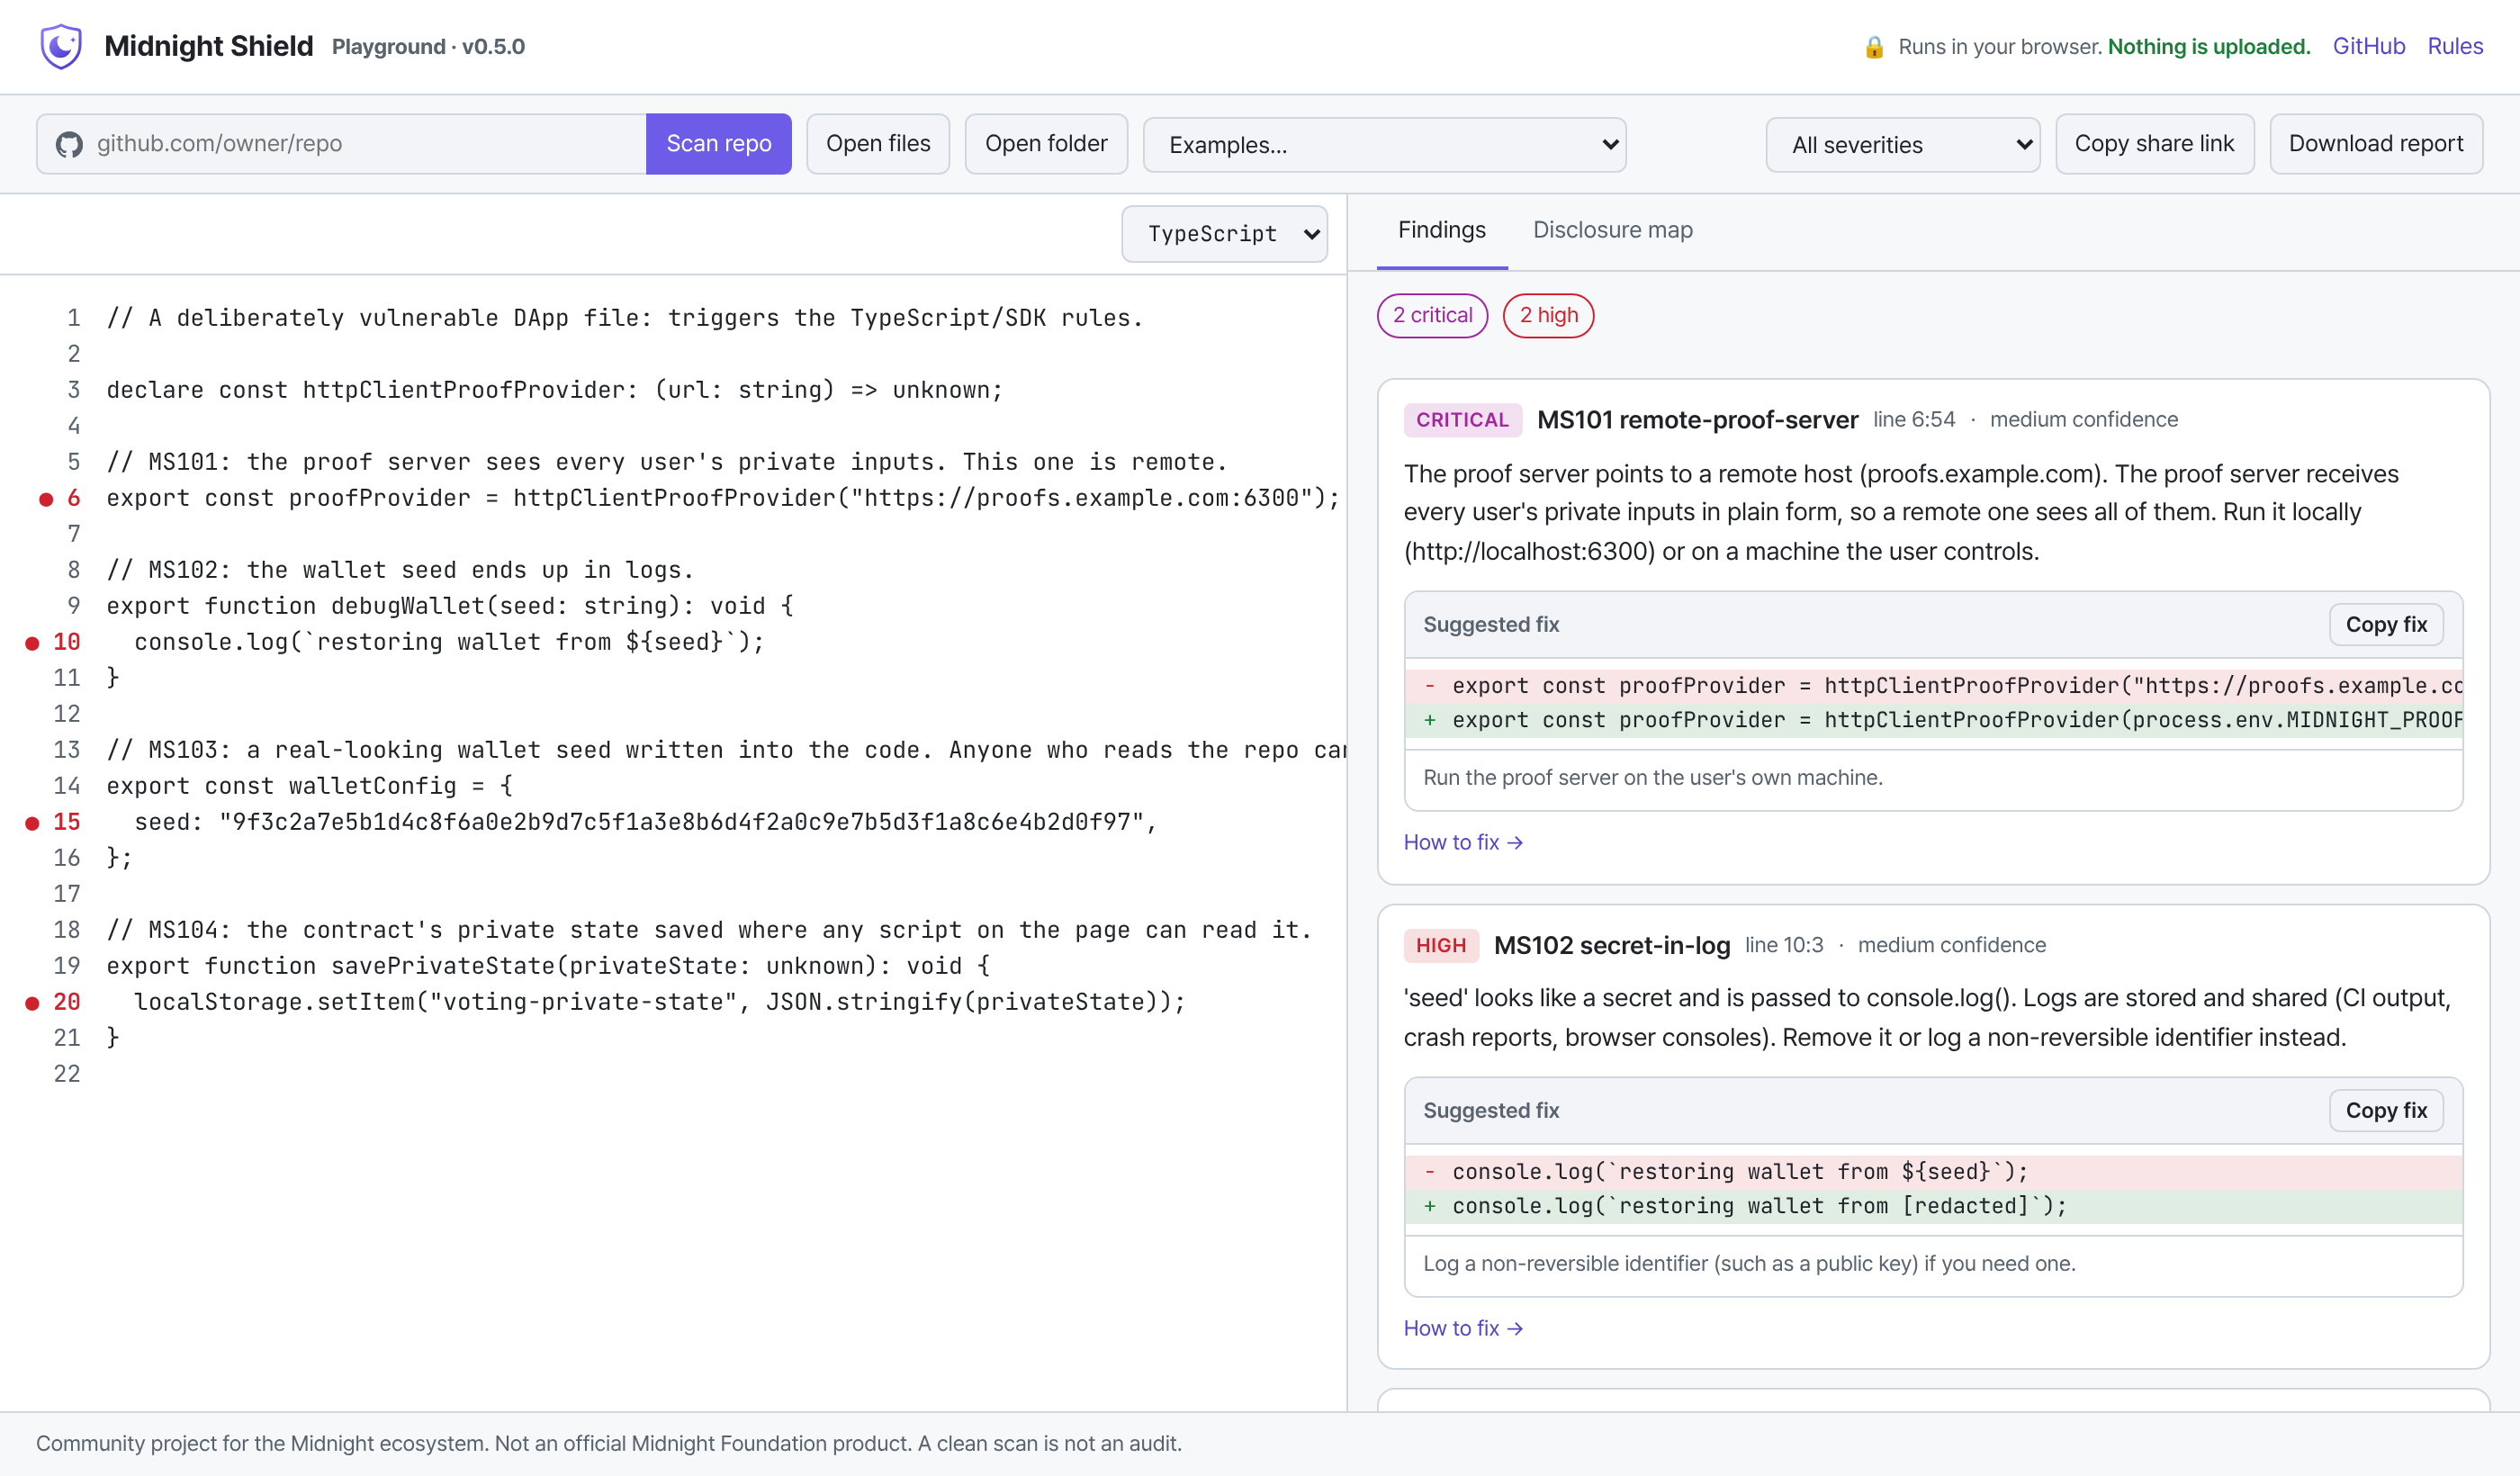 Midnight Shield Playground · v0.5.0
🔒 Runs in your browser. Nothing is uploaded. GitHub Rules
github.com/owner/repo Scan repo Open files Open folder Examples... All severities Copy share link Download report
TypeScript
1 // A deliberately vulnerable DApp file: triggers the TypeScript/SDK rules.
2
3 declare const httpClientProofProvider: (url: string) => unknown;
4
5 // MS101: the proof server sees every user's private inputs. This one is remote.
6 export const proofProvider = httpClientProofProvider("https://proofs.example.com:6300");
7
8 // MS102: the wallet seed ends up in logs.
9 export function debugWallet(seed: string): void {
10 console.log(`restoring wallet from ${seed}`);
11 }
12
13 // MS103: a real-looking wallet seed written into the code. Anyone who reads the repo can
14 export const walletConfig = {
15 seed: "9f3c2a7e5b1d4c8f6a0e2b9d7c5f1a3e8b6d4f2a0c9e7b5d3f1a8c6e4b2d0f97",
16 };
17
18 // MS104: the contract's private state saved where any script on the page can read it.
19 export function savePrivateState(privateState: unknown): void {
20 localStorage.setItem("voting-private-state", JSON.stringify(privateState));
21 }
22
Findings Disclosure map
2 critical 2 high
CRITICAL MS101 remote-proof-server line 6:54 · medium confidence
The proof server points to a remote host (proofs.example.com). The proof server receives
every user's private inputs in plain form, so a remote one sees all of them. Run it locally
(http://localhost:6300) or on a machine the user controls.
Suggested fix Copy fix
- export const proofProvider = httpClientProofProvider("https://proofs.example.co
+ export const proofProvider = httpClientProofProvider(process.env.MIDNIGHT_PROOF
Run the proof server on the user's own machine.
How to fix →
HIGH MS102 secret-in-log line 10:3 · medium confidence
'seed' looks like a secret and is passed to console.log(). Logs are stored and shared (CI output,
crash reports, browser consoles). Remove it or log a non-reversible identifier instead.
Suggested fix Copy fix
- console.log(`restoring wallet from ${seed}`);
+ console.log(`restoring wallet from [redacted]`);
Log a non-reversible identifier (such as a public key) if you need one.
How to fix →
Community project for the Midnight ecosystem. Not an official Midnight Foundation product. A clean scan is not an audit.